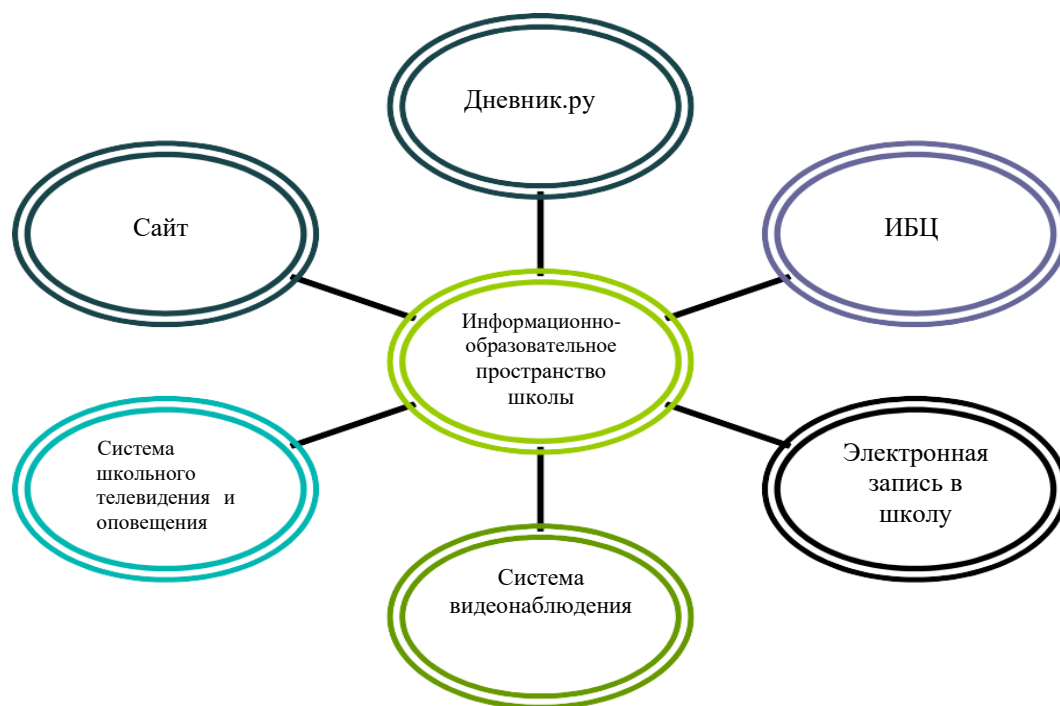 Дневник.ру
Сайт
ИБЦ
Информационно-
образовательное
пространство
школы
Система
школьного
телевидения и
оповещения
Электронная
запись в
школу
Система
видеонаблюдения